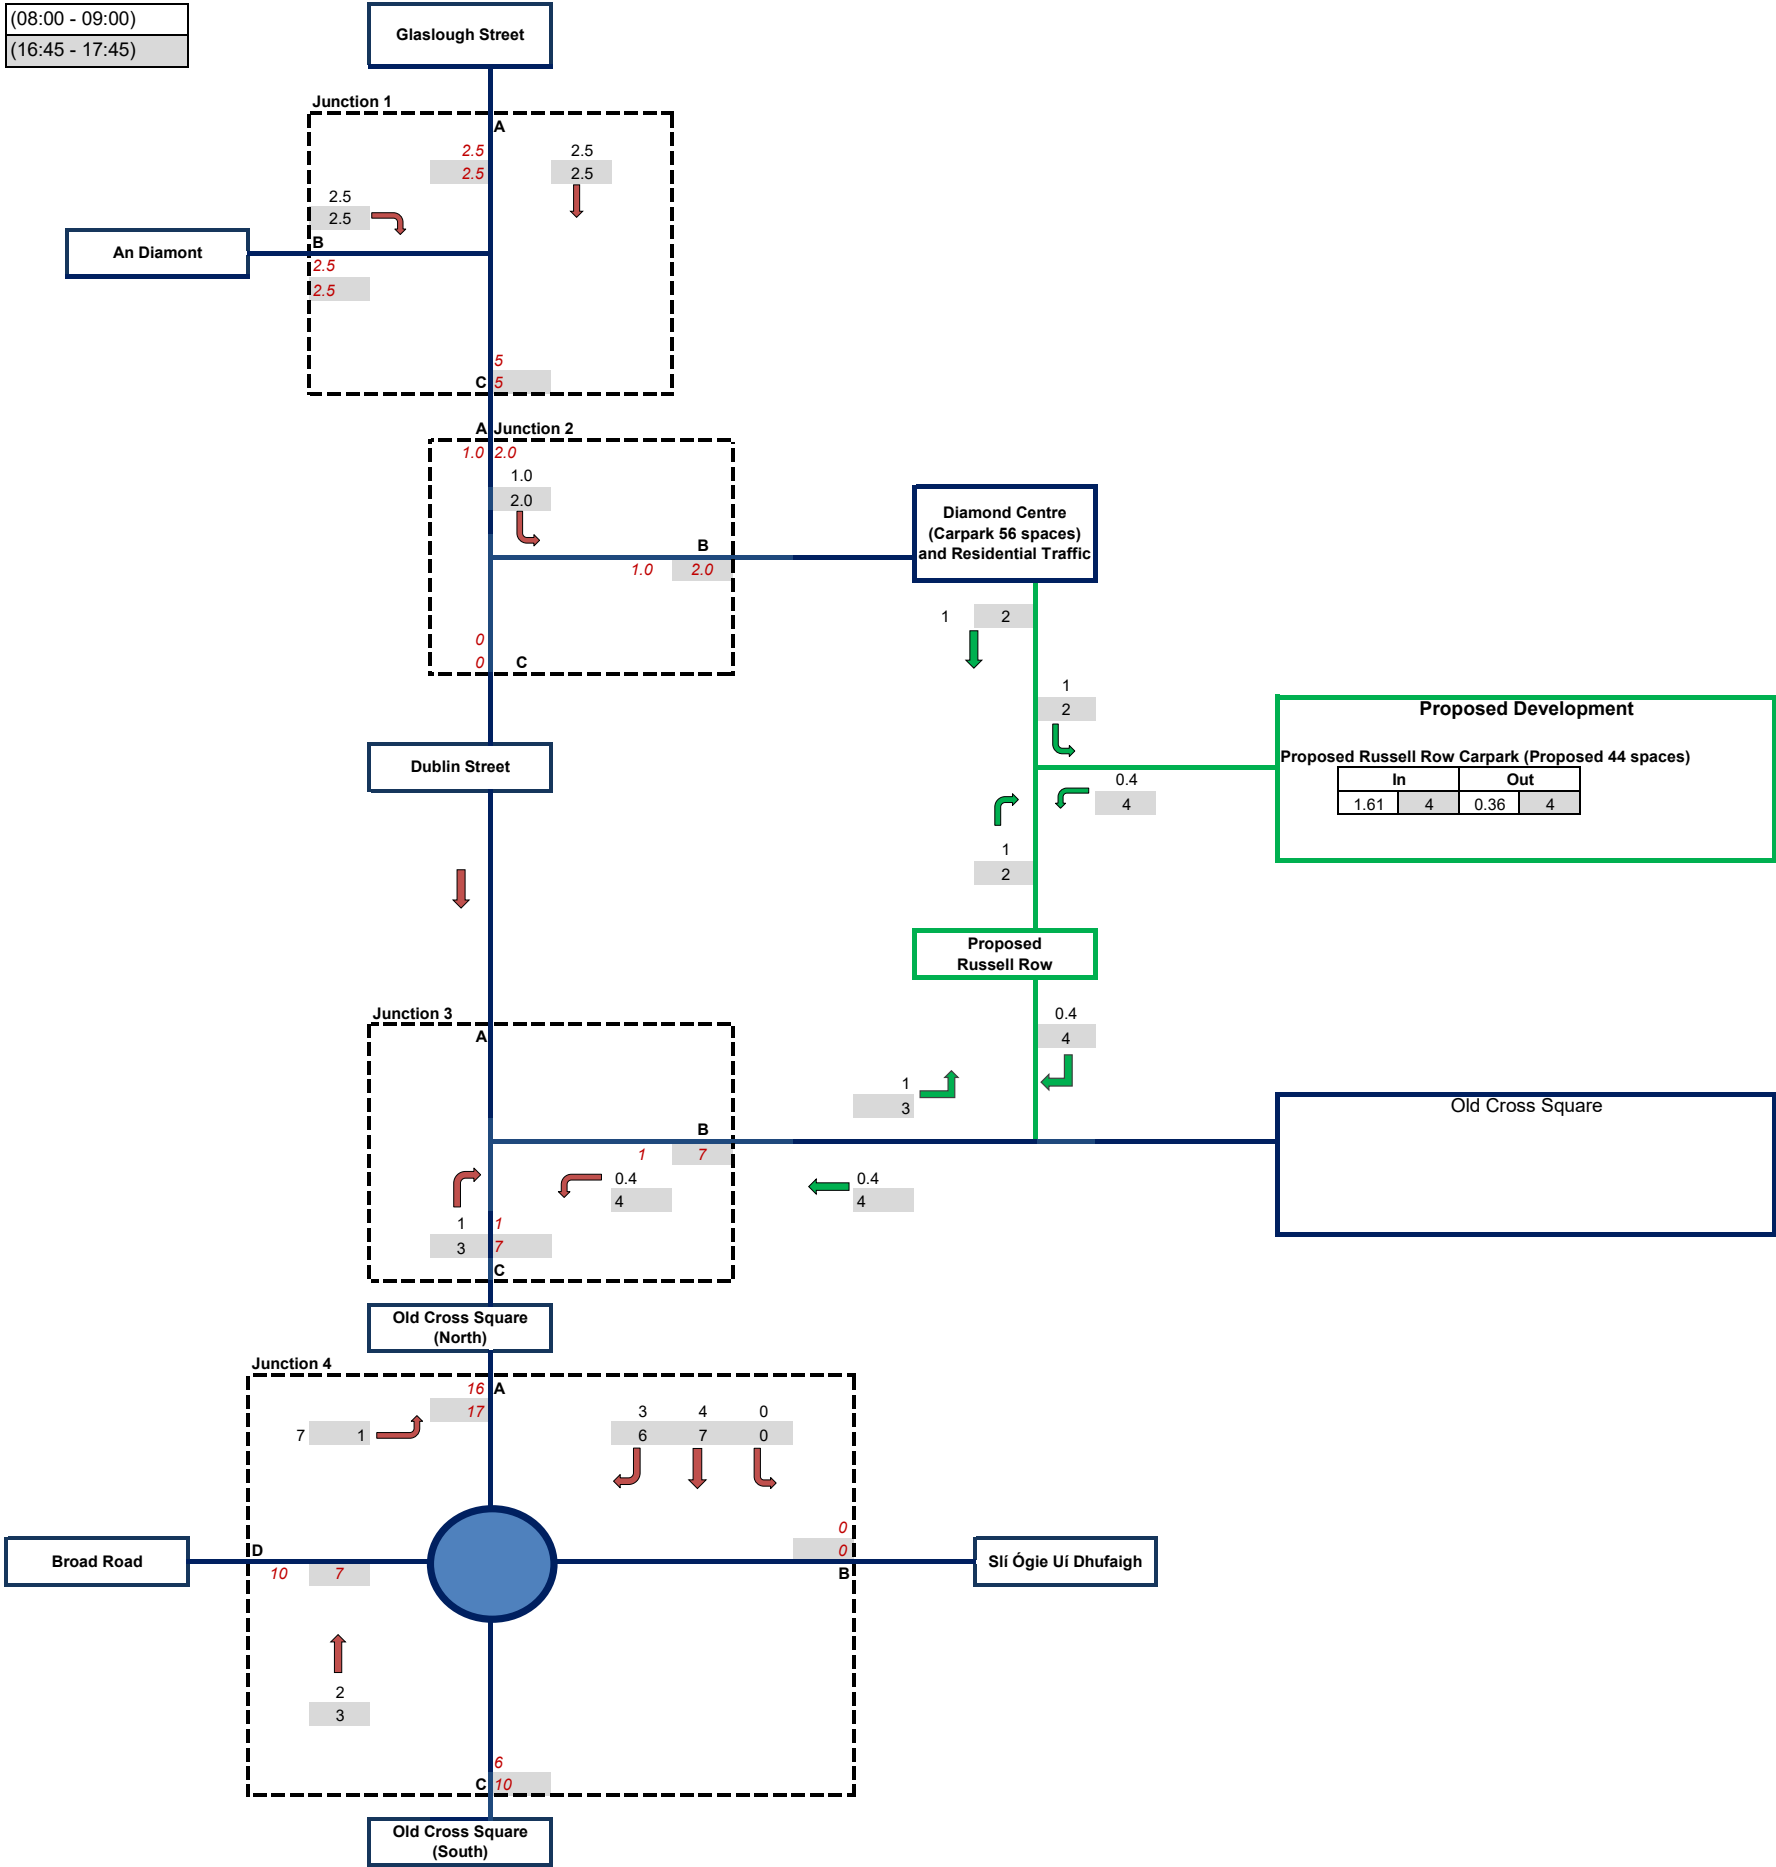 (08:00 - 09:00)
(16:45 - 17:45)
Glaslough Street
Junction 1
A
2.5
2.5
2.5
2.5
2.5
2.5
An Diamont
B
2.5
2.5
5
C 5
A Junction 2
1.0 2.0
1.0
2.0
B
1.0 2.0
Diamond Centre
(Carpark 56 spaces)
and Residential Traffic
0
0 C
1 2
1
2
Proposed Development
Proposed Russell Row Carpark (Proposed 44 spaces)
In Out
1.61 4 0.36 4
Dublin Street
0.4
4
1
2
Proposed
Russell Row
Junction 3
A
0.4
4
1
3
Old Cross Square
B
1 7
0.4
4
0.4
4
1 1
3 7
C
Old Cross Square
(North)
Junction 4
16 A
17
7 1
3 4 0
6 7 0
0
0
B
Broad Road
D
10 7
Slí Ógie Uí Dhufaigh
2
3
6
C 10
Old Cross Square
(South)